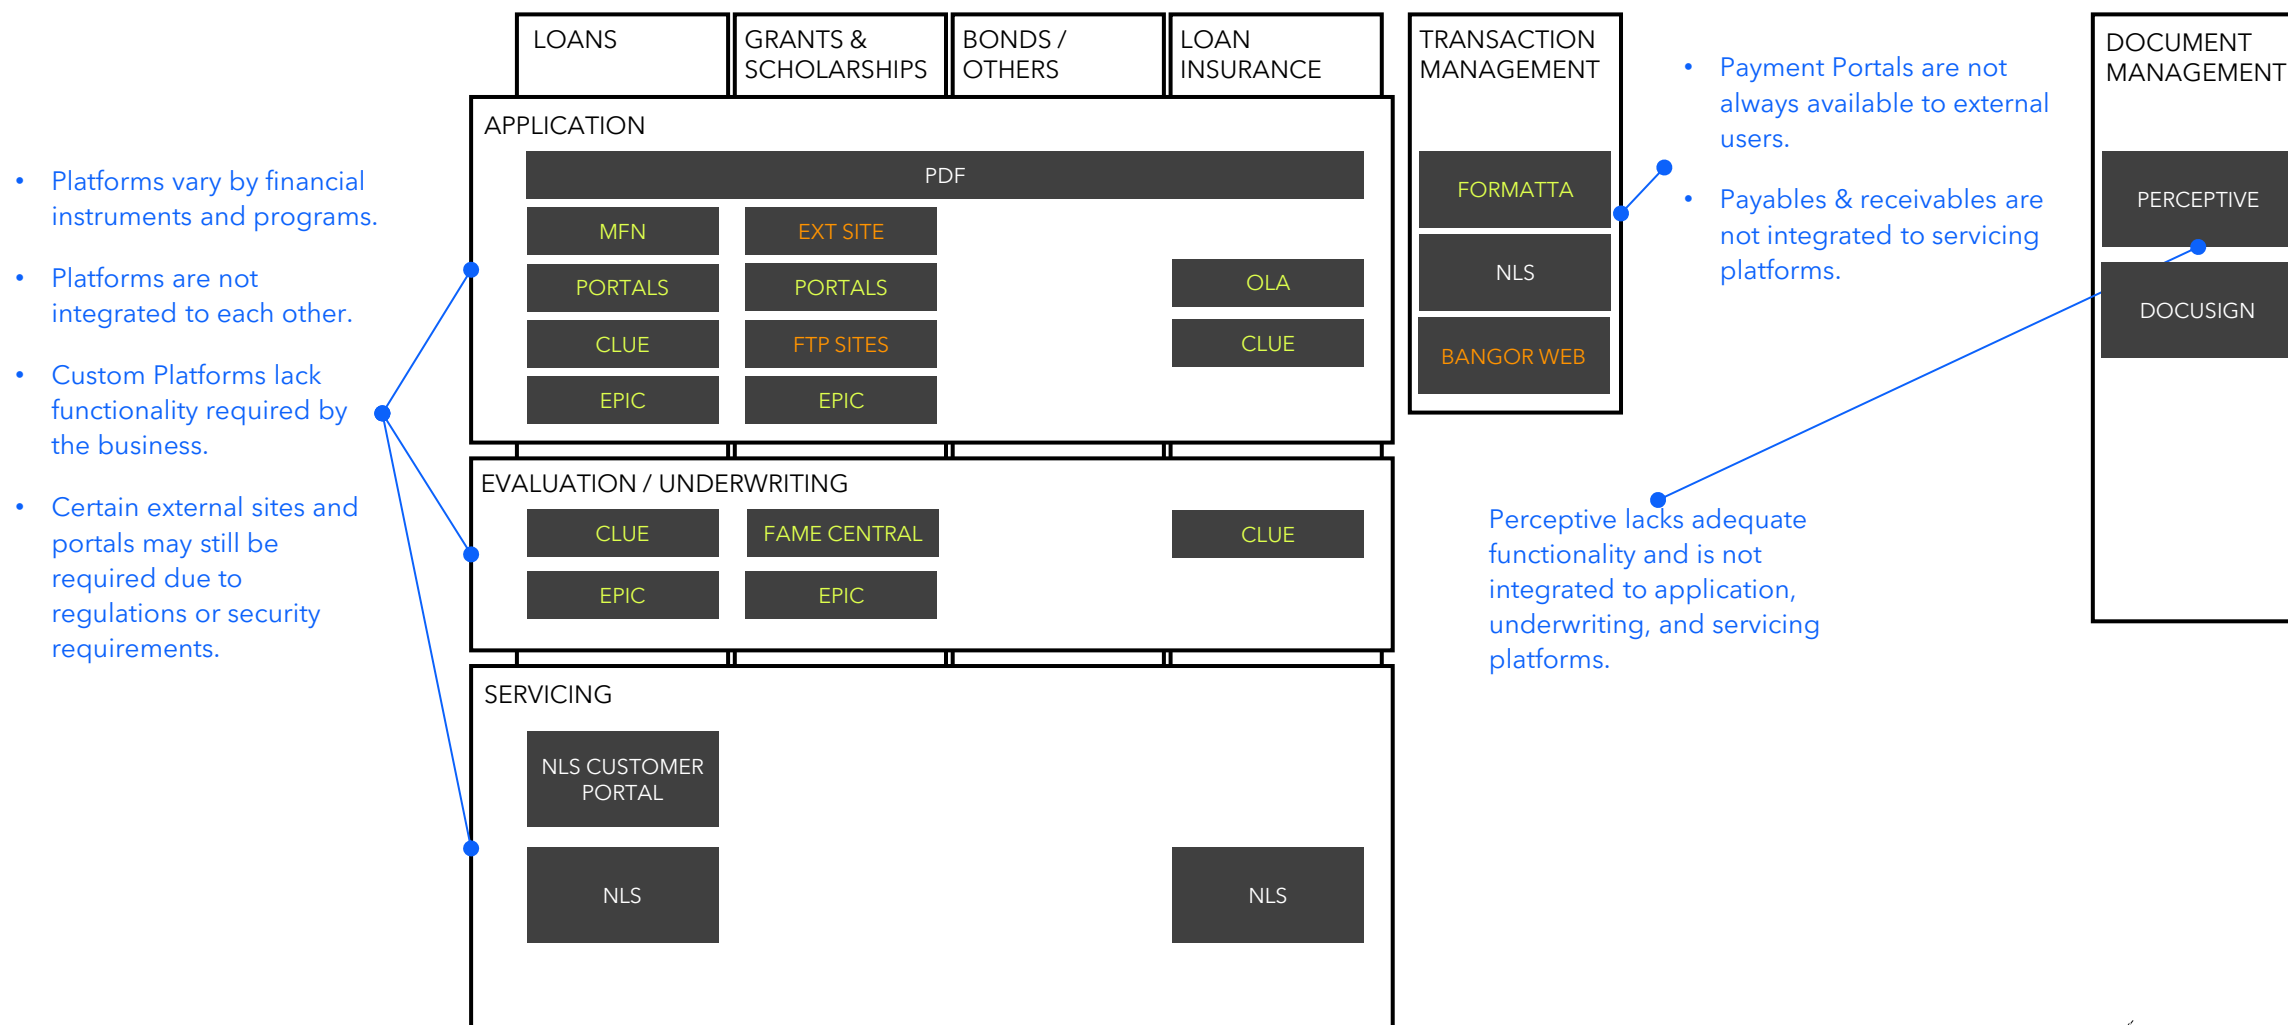 LOANS
GRANTS &
SCHOLARSHIPS
BONDS /
OTHERS
LOAN
INSURANCE
TRANSACTION
MANAGEMENT
DOCUMENT
MANAGEMENT
• Platforms vary by financial
instruments and programs.
• Platforms are not
integrated to each other.
• Custom Platforms lack
functionality required by
the business.
• Certain external sites and
portals may still be
required due to
regulations or security
requirements.
APPLICATION
PDF
MFN
EXT SITE
PORTALS
PORTALS
OLA
CLUE
FTP SITES
CLUE
EPIC
EPIC
EVALUATION / UNDERWRITING
CLUE
FAME CENTRAL
CLUE
EPIC
EPIC
SERVICING
NLS CUSTOMER
PORTAL
NLS
NLS
FORMATTA
NLS
BANGOR WEB
• Payment Portals are not
always available to external
users.
• Payables & receivables are
not integrated to servicing
platforms.
PERCEPTIVE
DOCUSIGN
Perceptive lacks adequate
functionality and is not
integrated to application,
underwriting, and servicing
platforms.